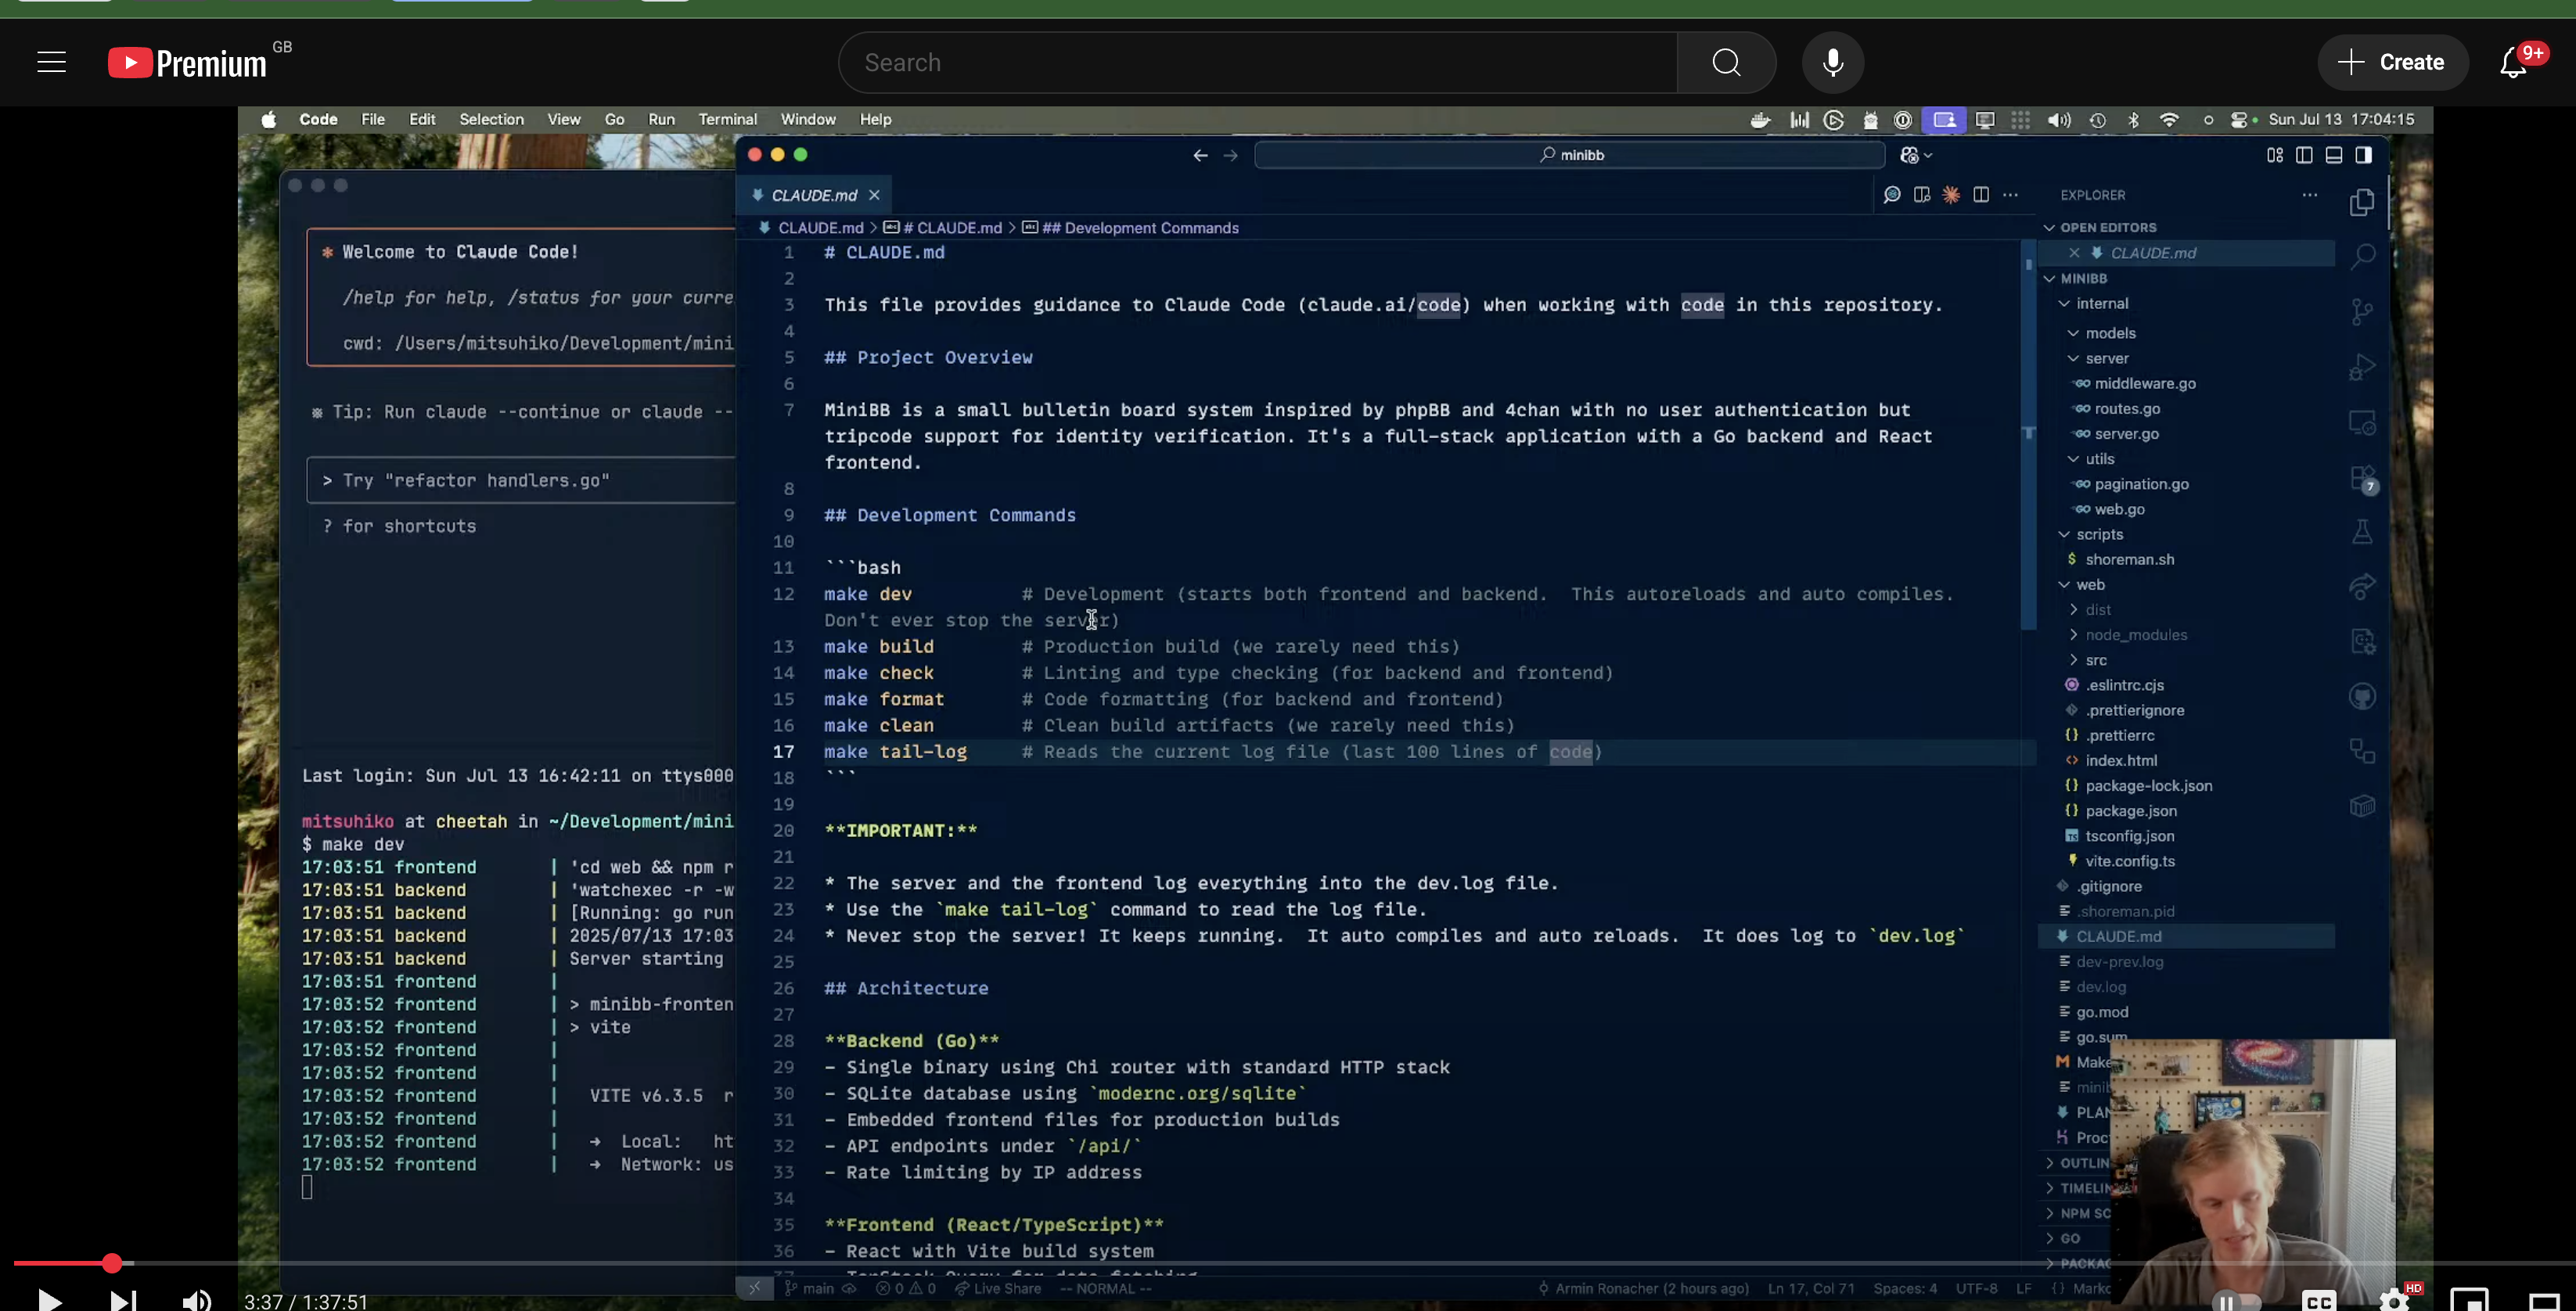 Premium GB
Search
Create
9+
Code File Edit Selection View Go Run Terminal Window Help
Sun Jul 13 17:04:15
* Welcome to Claude Code!
/help for help, /status for your curre
cwd: /Users/mitsuhiko/Development/mini
※ Tip: Run claude --continue or claude --
> Try "refactor handlers.go"
? for shortcuts
Last login: Sun Jul 13 16:42:11 on ttys000
mitsuhiko at cheetah in ~/Development/mini
$ make dev
17:03:51 frontend | 'cd web && npm r
17:03:51 backend | 'watchexec -r -w
17:03:51 backend | [Running: go run
17:03:51 backend | 2025/07/13 17:03
17:03:51 backend | Server starting
17:03:51 frontend |
17:03:52 frontend | > minibb-fronten
17:03:52 frontend | > vite
17:03:52 frontend |
17:03:52 frontend |
17:03:52 frontend | VITE v6.3.5 r
17:03:52 frontend |
17:03:52 frontend | → Local: ht
17:03:52 frontend | → Network: us
minibb
CLAUDE.md
CLAUDE.md > # CLAUDE.md > ## Development Commands
1 # CLAUDE.md
2
3 This file provides guidance to Claude Code (claude.ai/code) when working with code in this repository.
4
5 ## Project Overview
6
7 MiniBB is a small bulletin board system inspired by phpBB and 4chan with no user authentication but
tripcode support for identity verification. It's a full-stack application with a Go backend and React
frontend.
8
9 ## Development Commands
10
11 ```bash
12 make dev # Development (starts both frontend and backend. This autoreloads and auto compiles.
Don't ever stop the server)
13 make build # Production build (we rarely need this)
14 make check # Linting and type checking (for backend and frontend)
15 make format # Code formatting (for backend and frontend)
16 make clean # Clean build artifacts (we rarely need this)
17 make tail-log # Reads the current log file (last 100 lines of code)
18 ```
19
20 **IMPORTANT:**
21
22 * The server and the frontend log everything into the dev.log file.
23 * Use the `make tail-log` command to read the log file.
24 * Never stop the server! It keeps running. It auto compiles and auto reloads. It does log to `dev.log`
25
26 ## Architecture
27
28 **Backend (Go)**
29 - Single binary using Chi router with standard HTTP stack
30 - SQLite database using `modernc.org/sqlite`
31 - Embedded frontend files for production builds
32 - API endpoints under `/api/`
33 - Rate limiting by IP address
34
35 **Frontend (React/TypeScript)**
36 - React with Vite build system
EXPLORER
OPEN EDITORS
CLAUDE.md
MINIBB
internal
models
server
middleware.go
routes.go
server.go
utils
pagination.go
web.go
scripts
$ shoreman.sh
web
dist
node_modules
src
.eslintrc.cjs
.prettierignore
.prettierrc
index.html
package-lock.json
package.json
tsconfig.json
vite.config.ts
.gitignore
.shoreman.pid
CLAUDE.md
dev-prev.log
dev.log
go.mod
go.sum
Make
minib
PLAN
Proc
OUTLIN
TIMELIN
NPM SC
GO
PACKAG
7
main
0 0
Live Share
-- NORMAL --
Armin Ronacher (2 hours ago)
Ln 17, Col 71
Spaces: 4
UTF-8
LF
{ } Mark
3:37 / 1:37:51
CC
HD